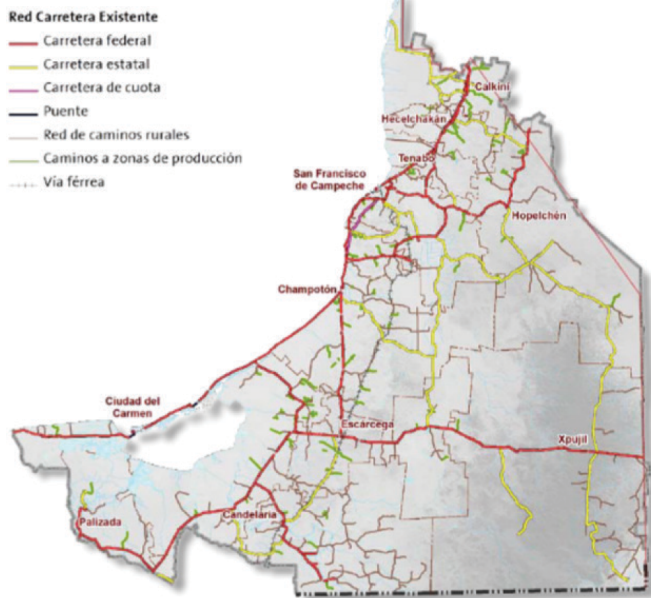 Red Carretera Existente
Carretera federal
Carretera estatal
Carretera de cuota
Puente
Red de caminos rurales
Caminos a zonas de producción
Vía férrea
Calkiní
Hecelchakán
Tenabo
San Francisco
de Campeche
Hopelchén
Champotón
Ciudad del
Carmen
Escárcega
Xpujil
Candelaria
Palizada